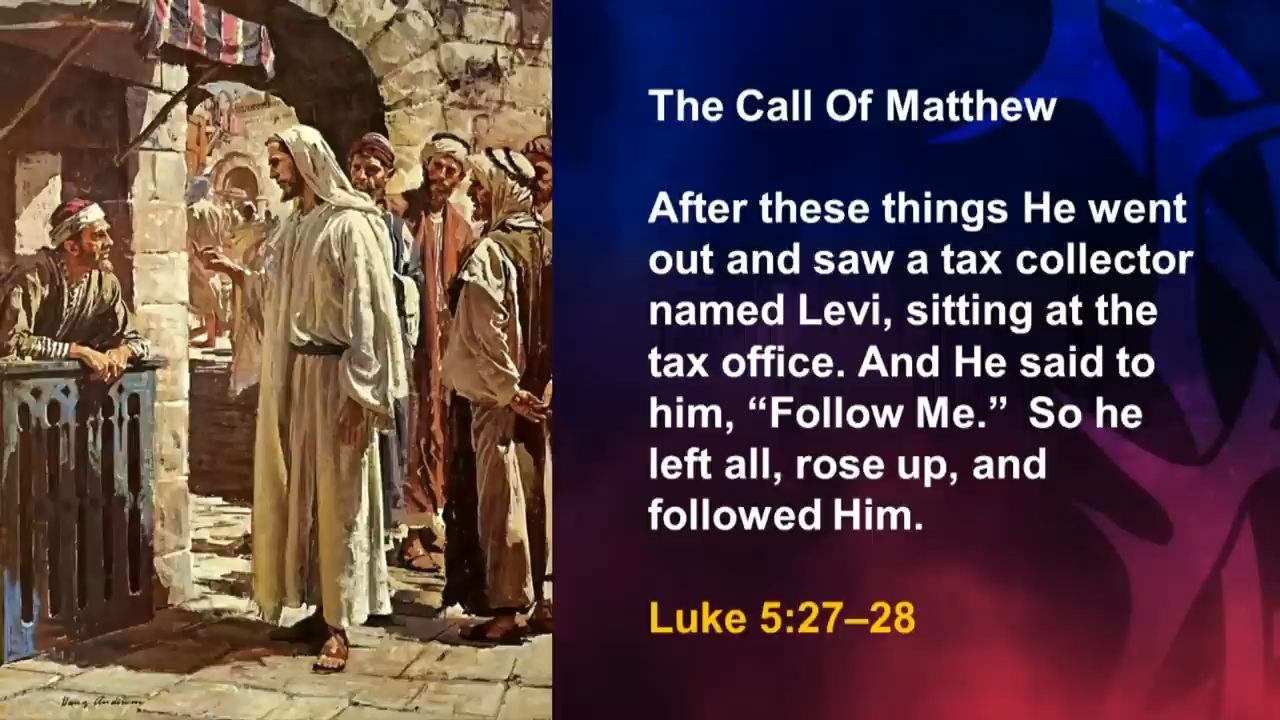 The Call Of Matthew
After these things He went
out and saw a tax collector
named Levi, sitting at the
tax office. And He said to
him, “Follow Me.”  So he
left all, rose up, and
followed Him.
Luke 5:27–28